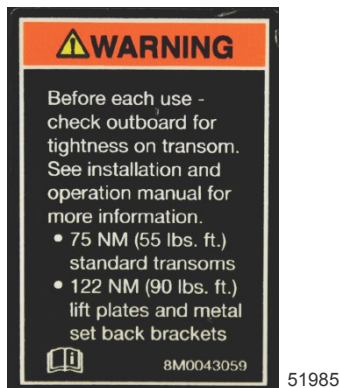 WARNING
Before each use -
check outboard for
tightness on transom.
See installation and
operation manual for
more information.
• 75 NM (55 lbs. ft.)
standard transoms
• 122 NM (90 lbs. ft.)
lift plates and metal
set back brackets
8M0043059
51985